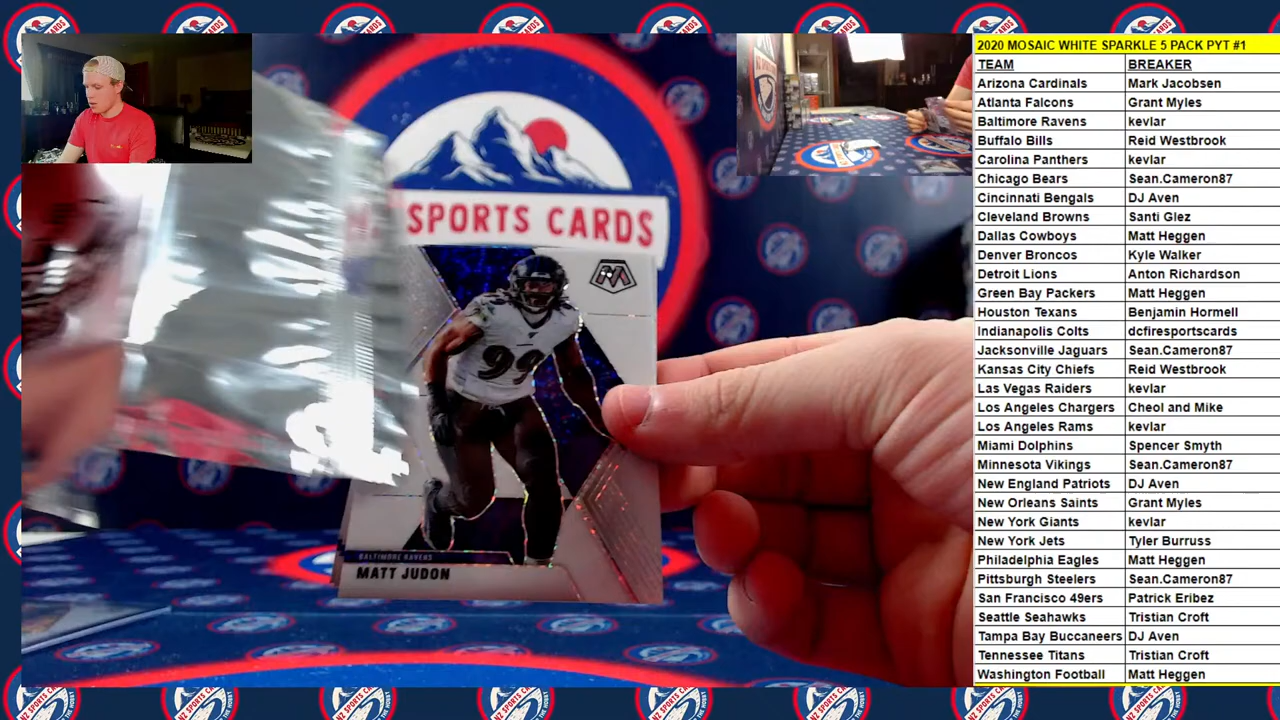 SPORTS CARDS
99
BALTIMORE RAVENS
MATT JUDON
2020 MOSAIC WHITE SPARKLE 5 PACK PYT #1
TEAM BREAKER
Arizona Cardinals Mark Jacobsen
Atlanta Falcons Grant Myles
Baltimore Ravens kevlar
Buffalo Bills Reid Westbrook
Carolina Panthers kevlar
Chicago Bears Sean.Cameron87
Cincinnati Bengals DJ Aven
Cleveland Browns Santi Glez
Dallas Cowboys Matt Heggen
Denver Broncos Kyle Walker
Detroit Lions Anton Richardson
Green Bay Packers Matt Heggen
Houston Texans Benjamin Hormell
Indianapolis Colts dcfiresportscards
Jacksonville Jaguars Sean.Cameron87
Kansas City Chiefs Reid Westbrook
Las Vegas Raiders kevlar
Los Angeles Chargers Cheol and Mike
Los Angeles Rams kevlar
Miami Dolphins Spencer Smyth
Minnesota Vikings Sean.Cameron87
New England Patriots DJ Aven
New Orleans Saints Grant Myles
New York Giants kevlar
New York Jets Tyler Burruss
Philadelphia Eagles Matt Heggen
Pittsburgh Steelers Sean.Cameron87
San Francisco 49ers Patrick Eribez
Seattle Seahawks Tristian Croft
Tampa Bay Buccaneers DJ Aven
Tennessee Titans Tristian Croft
Washington Football Matt Heggen